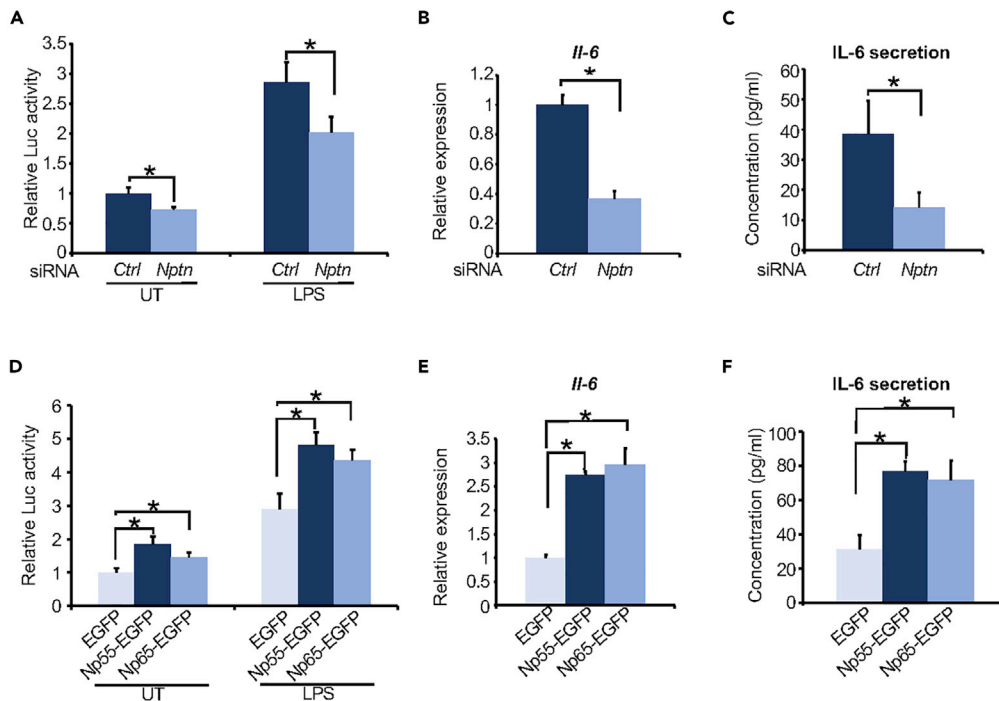 A
Relative Luc activity
3.5
3
2.5
2
1.5
1
0.5
0
*
*
siRNA Ctrl Nptn Ctrl Nptn
UT LPS
B
Il-6
Relative expression
1.2
1
0.8
0.6
0.4
0.2
0
*
siRNA Ctrl Nptn
C
IL-6 secretion
Concentration (pg/ml)
60
50
40
30
20
10
0
*
siRNA Ctrl Nptn
D
Relative Luc activity
6
5
4
3
2
1
0
*
*
*
*
EGFP Np55-EGFP Np65-EGFP EGFP Np55-EGFP Np65-EGFP
UT LPS
E
Il-6
Relative expression
3.5
3
2.5
2
1.5
1
0.5
0
*
*
EGFP Np55-EGFP Np65-EGFP
F
IL-6 secretion
Concentration (pg/ml)
100
80
60
40
20
0
*
*
EGFP Np55-EGFP Np65-EGFP